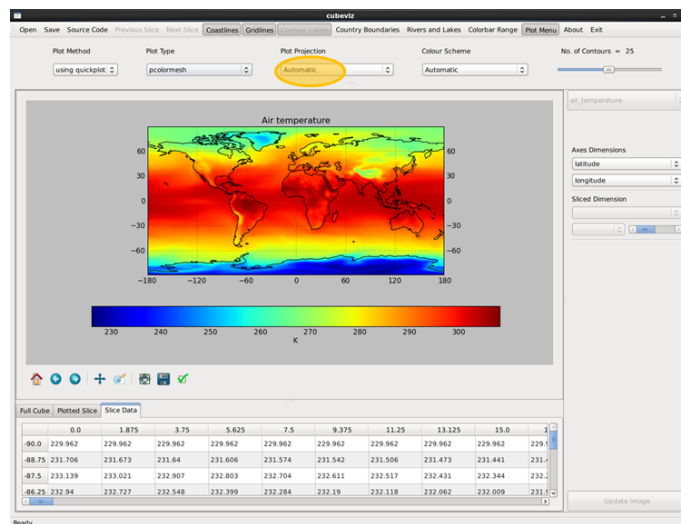 cubeviz
Open Save Source Code Previous Slice Next Slice Coastlines Gridlines Contour Labels Country Boundaries Rivers and Lakes Colorbar Range Plot Menu About Exit
Plot Method Plot Type Plot Projection Colour Scheme No. of Contours = 25
using quickplot pcolormesh Automatic Automatic
air_temperature
Air temperature
60 60
30 30
0 0
−30 −30
−60 −60
−180 −120 −60 0 60 120 180
230 240 250 260 270 280 290 300
K
Axes Dimensions
latitude
longitude
Sliced Dimension
Full Cube Plotted Slice Slice Data
0.0 1.875 3.75 5.625 7.5 9.375 11.25 13.125 15.0
-90.0 229.962 229.962 229.962 229.962 229.962 229.962 229.962 229.962 229.962 229.
-88.75 231.706 231.673 231.64 231.606 231.574 231.542 231.506 231.473 231.441 231.
-87.5 233.139 233.021 232.907 232.803 232.704 232.611 232.517 232.431 232.344 232.
-86.25 232.94 232.727 232.548 232.399 232.284 232.19 232.118 232.062 232.009 231.
Update Image
Ready